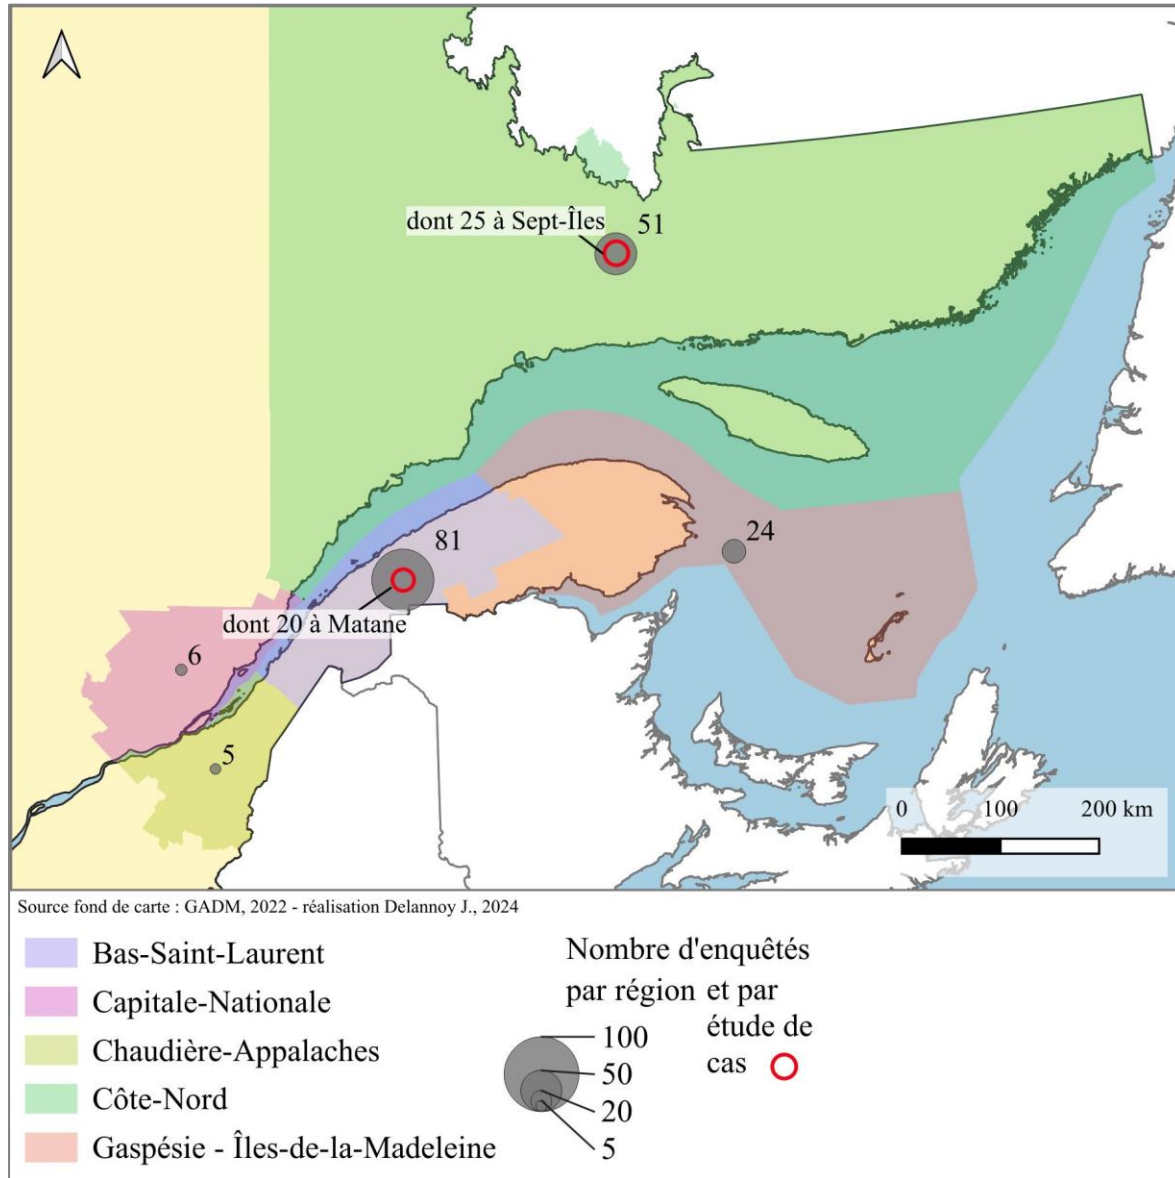 51
dont 25 à Sept-Îles
24
81
dont 20 à Matane
6
5
0 100 200 km
Source fond de carte : GADM, 2022 - réalisation Delannoy J., 2024
Bas-Saint-Laurent
Capitale-Nationale
Chaudière-Appalaches
Côte-Nord
Gaspésie - Îles-de-la-Madeleine
Nombre d'enquêtés
par région
100
50
20
5
et par
étude de
cas